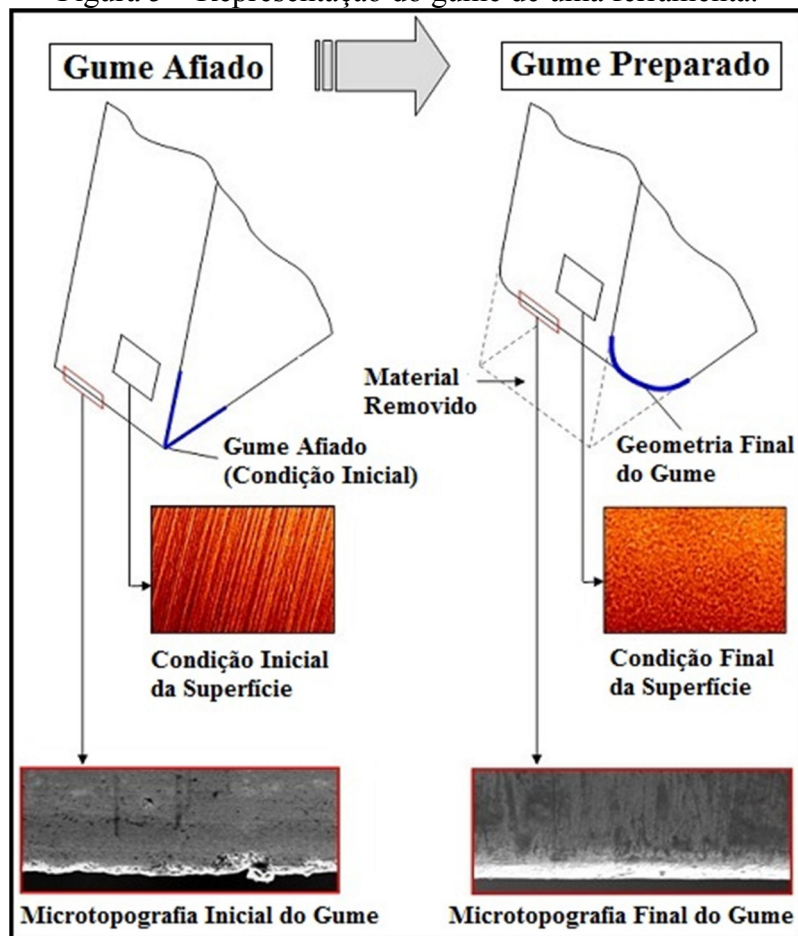 Gume Afiado
Gume Preparado
Material
Removido
Gume Afiado
(Condição Inicial)
Geometria Final
do Gume
Condição Inicial
da Superfície
Condição Final
da Superfície
Microtopografia Inicial do Gume
Microtopografia Final do Gume